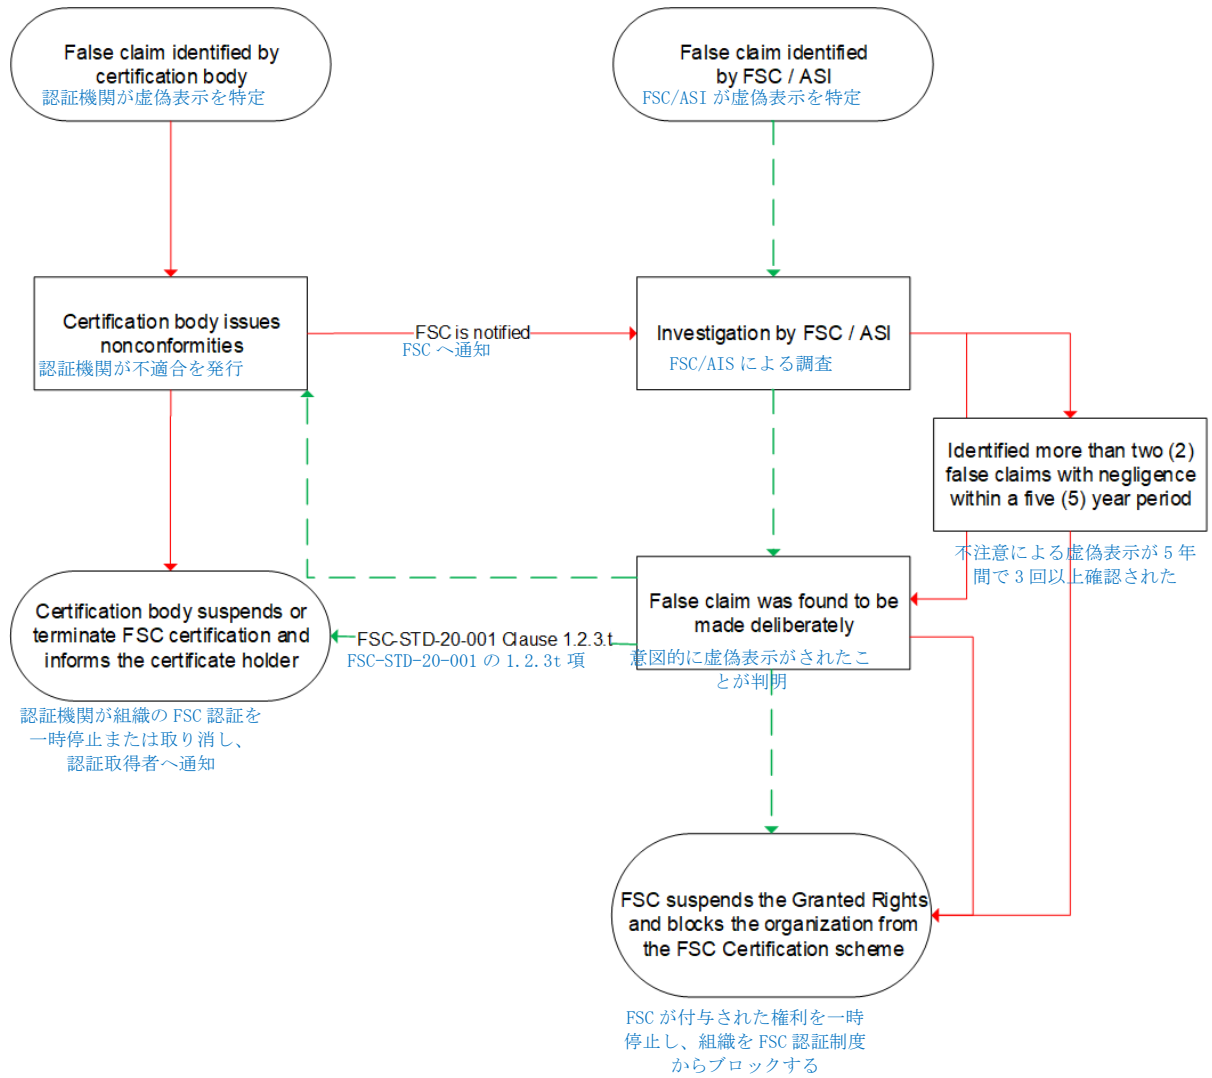 False claim identified by
certification body
認証機関が虚偽表示を特定
False claim identified
by FSC / ASI
FSC/ASI が虚偽表示を特定
Certification body issues
nonconformities
認証機関が不適合を発行
FSC is notified
FSC へ通知
Investigation by FSC / ASI
FSC/AIS による調査
Identified more than two (2)
false claims with negligence
within a five (5) year period
不注意による虚偽表示が 5 年
間で 3 回以上確認された
Certification body suspends or
terminate FSC certification and
informs the certificate holder
認証機関が組織の FSC 認証を
一時停止または取り消し、
認証取得者へ通知
FSC-STD-20-001 Clause 1.2.3.t
FSC-STD-20-001 の 1.2.3t 項
False claim was found to be
made deliberately
意図的に虚偽表示がされたこ
とが判明
FSC suspends the Granted Rights
and blocks the organization from
the FSC Certification scheme
FSC が付与された権利を一時
停止し、組織を FSC 認証制度
からブロックする